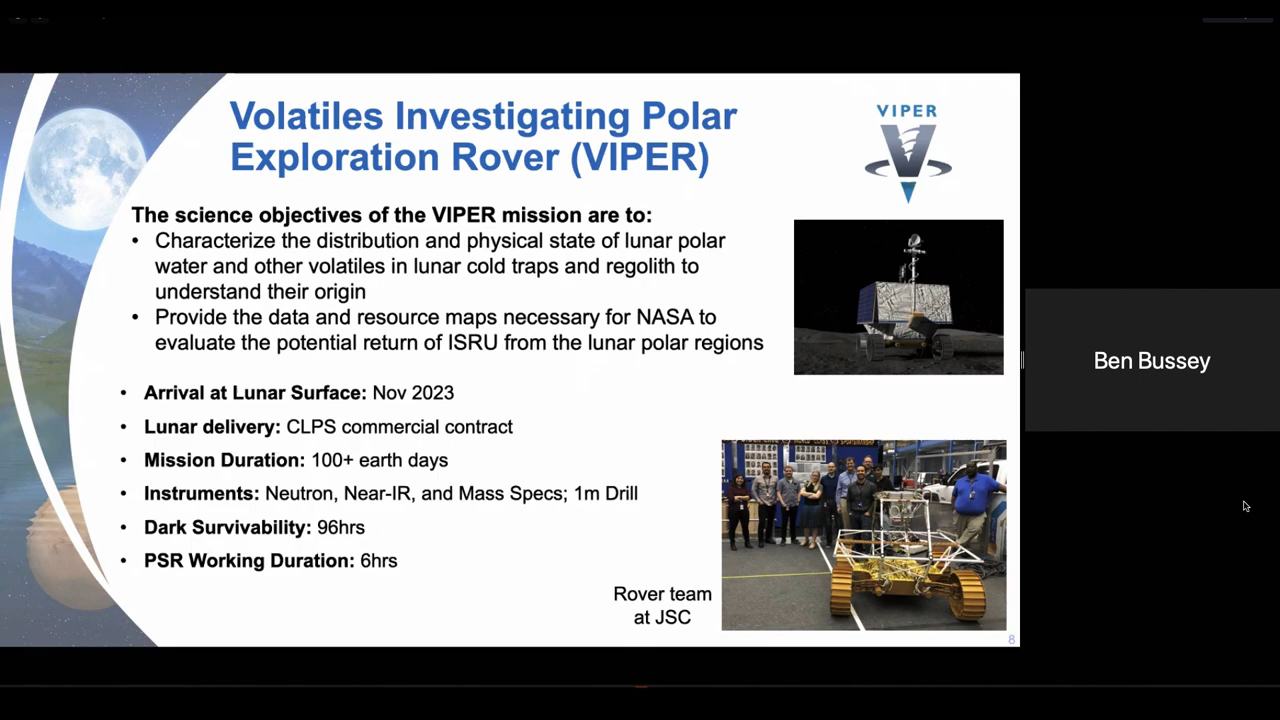 Volatiles Investigating Polar
Exploration Rover (VIPER)
VIPER
The science objectives of the VIPER mission are to:
• Characterize the distribution and physical state of lunar polar
water and other volatiles in lunar cold traps and regolith to
understand their origin
• Provide the data and resource maps necessary for NASA to
evaluate the potential return of ISRU from the lunar polar regions
• Arrival at Lunar Surface: Nov 2023
• Lunar delivery: CLPS commercial contract
• Mission Duration: 100+ earth days
• Instruments: Neutron, Near-IR, and Mass Specs; 1m Drill
• Dark Survivability: 96hrs
• PSR Working Duration: 6hrs
Rover team
at JSC
8
Ben Bussey